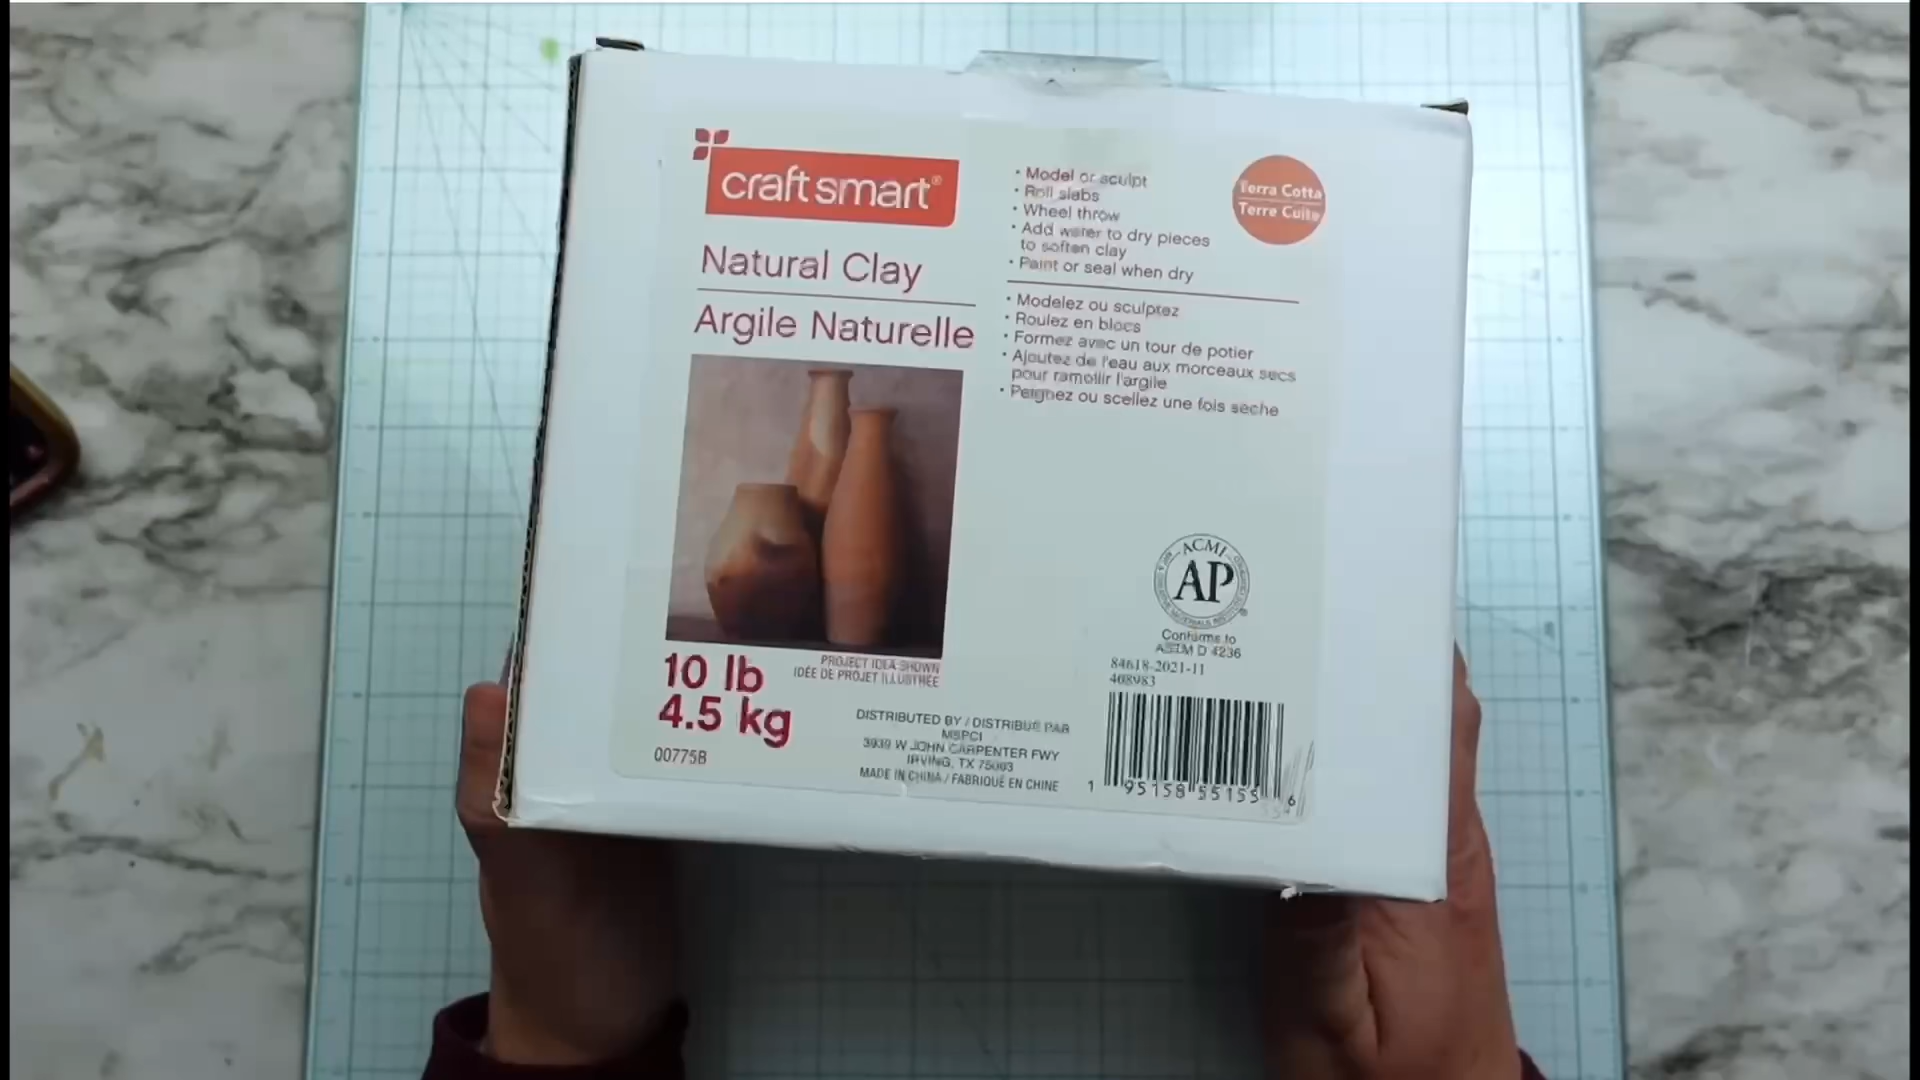 craft smart®
Natural Clay
Argile Naturelle
• Model or sculpt
• Roll slabs
• Wheel throw
• Add water to dry pieces
to soften clay
• Paint or seal when dry
• Modelez ou sculptez
• Roulez en blocs
• Formez avec un tour de potier
• Ajoutez de l'eau aux morceaux secs
pour ramollir l'argile
• Peignez ou scellez une fois sèche
Terra Cotta
Terre Cuite
10 lb
4.5 kg
PROJECT IDEA SHOWN
IDÉE DE PROJET ILLUSTRÉE
00775B
DISTRIBUTED BY / DISTRIBUÉ PAR
MSPCI
3939 W JOHN CARPENTER FWY
IRVING, TX 75063
MADE IN CHINA / FABRIQUÉ EN CHINE
ACMI
AP
Conforms to
ASTM D 4236
84618-2021-11
408983
1 95158 55155 6